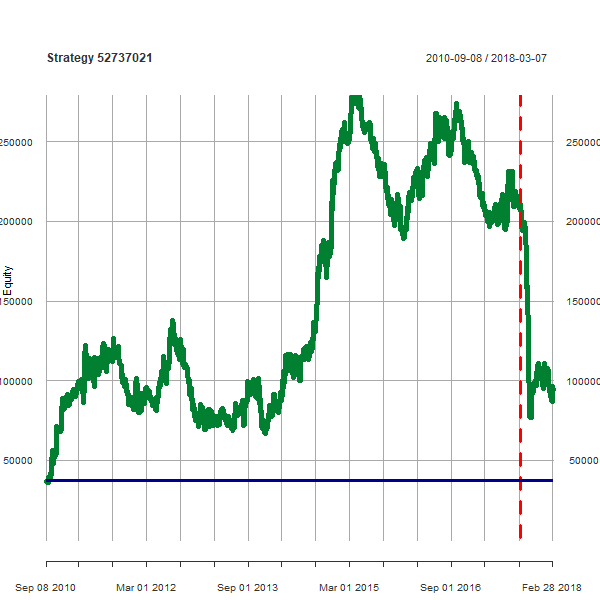 Strategy 52737021
2010-09-08 / 2018-03-07
250000
250000
200000
200000
Equity
150000
150000
100000
100000
50000
50000
Sep 08 2010
Mar 01 2012
Sep 01 2013
Mar 01 2015
Sep 01 2016
Feb 28 2018